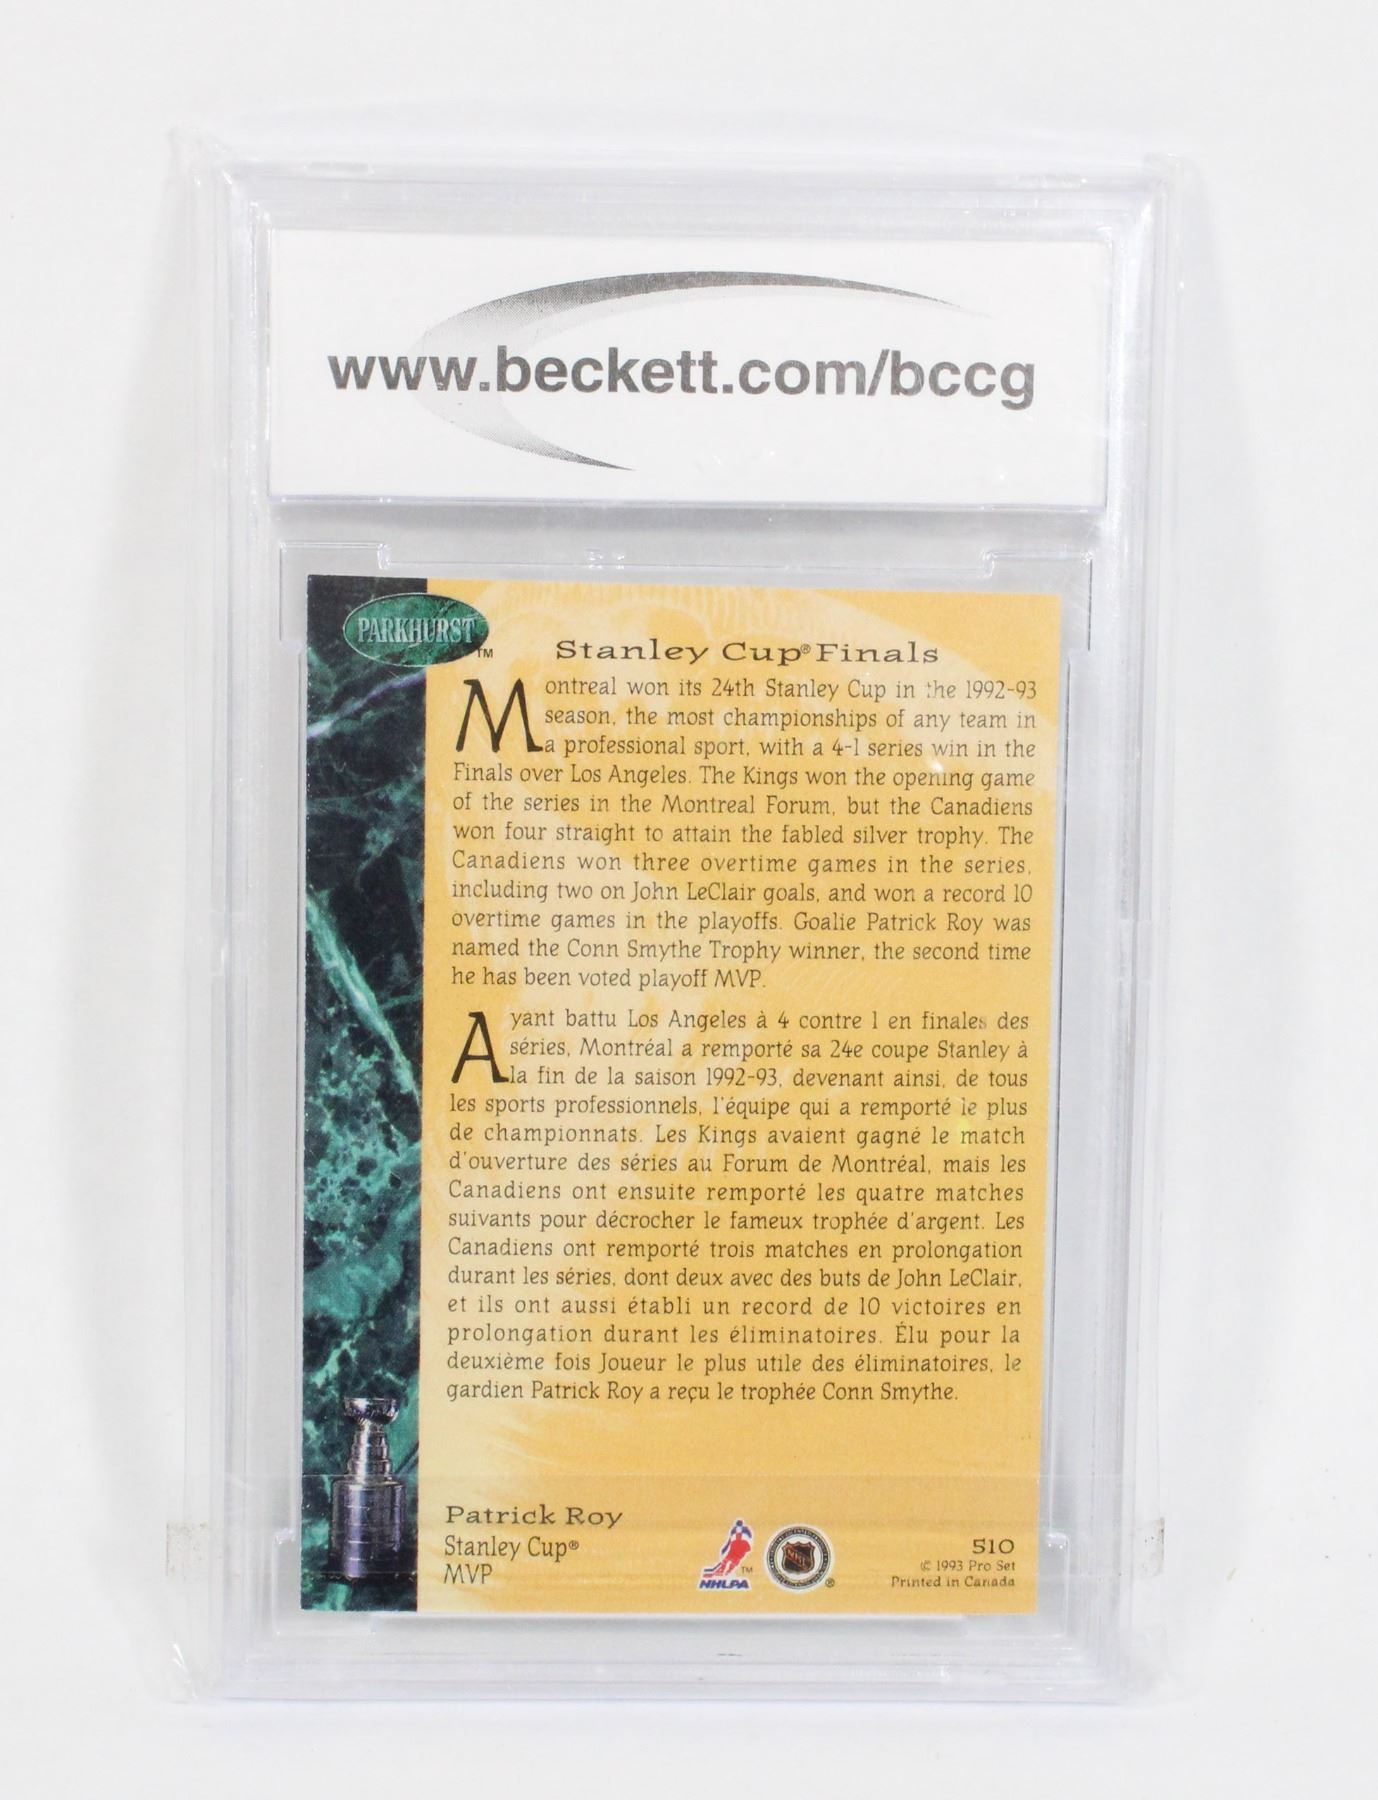 www.beckett.com/bccg
PARKHURST
TM
Stanley Cup® Finals
Montreal won its 24th Stanley Cup in the 1992-93
season, the most championships of any team in
a professional sport, with a 4-1 series win in the
Finals over Los Angeles. The Kings won the opening game
of the series in the Montreal Forum, but the Canadiens
won four straight to attain the fabled silver trophy. The
Canadiens won three overtime games in the series,
including two on John LeClair goals, and won a record 10
overtime games in the playoffs. Goalie Patrick Roy was
named the Conn Smythe Trophy winner, the second time
he has been voted playoff MVP.
Ayant battu Los Angeles à 4 contre 1 en finales des
séries, Montréal a remporté sa 24e coupe Stanley à
la fin de la saison 1992-93, devenant ainsi, de tous
les sports professionnels, l'équipe qui a remporté le plus
de championnats. Les Kings avaient gagné le match
d'ouverture des séries au Forum de Montréal, mais les
Canadiens ont ensuite remporté les quatre matches
suivants pour décrocher le fameux trophée d'argent. Les
Canadiens ont remporté trois matches en prolongation
durant les séries, dont deux avec des buts de John LeClair,
et ils ont aussi établi un record de 10 victoires en
prolongation durant les éliminatoires. Élu pour la
deuxième fois Joueur le plus utile des éliminatoires, le
gardien Patrick Roy a reçu le trophée Conn Smythe.
Patrick Roy
Stanley Cup®
MVP
NHLPA
TM
NHL
®
510
© 1993 Pro Set
Printed in Canada